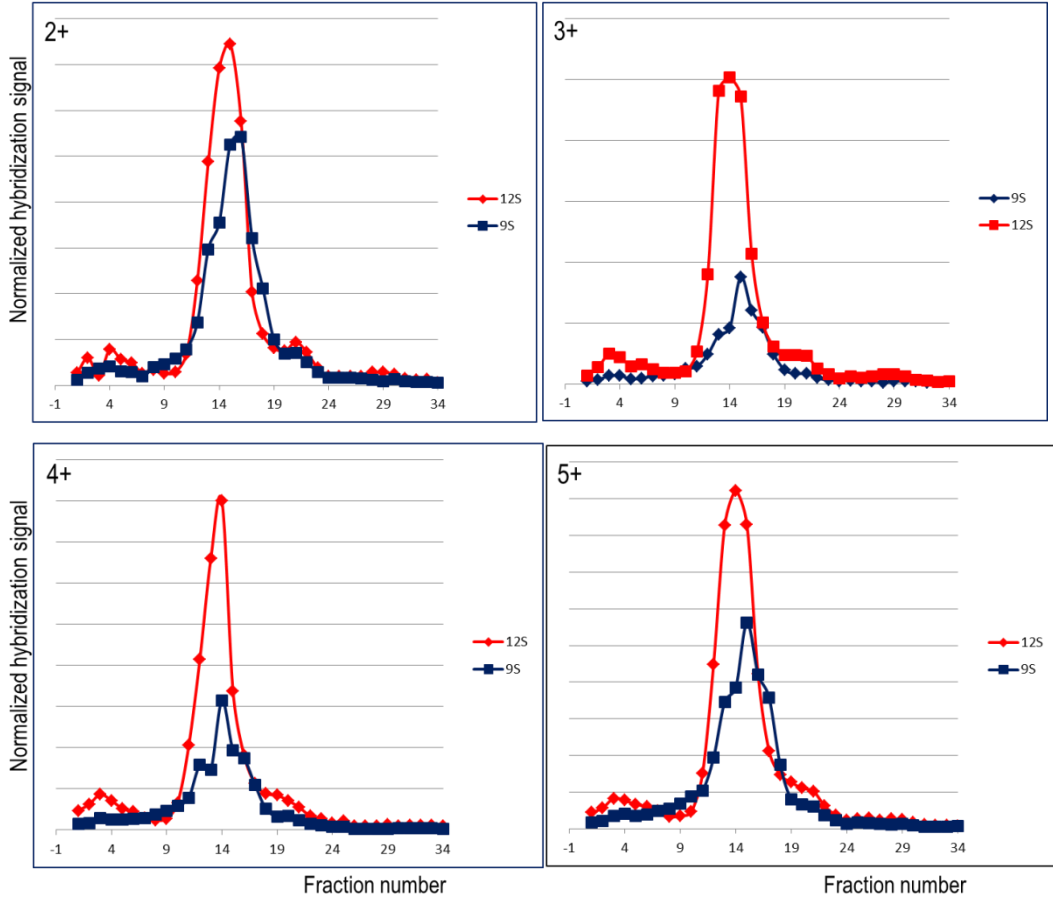 2+
Normalized hybridization signal
12S
9S
-1 4 9 14 19 24 29 34
3+
9S
12S
-1 4 9 14 19 24 29 34
4+
Normalized hybridization signal
12S
9S
-1 4 9 14 19 24 29 34
Fraction number
5+
12S
9S
-1 4 9 14 19 24 29 34
Fraction number